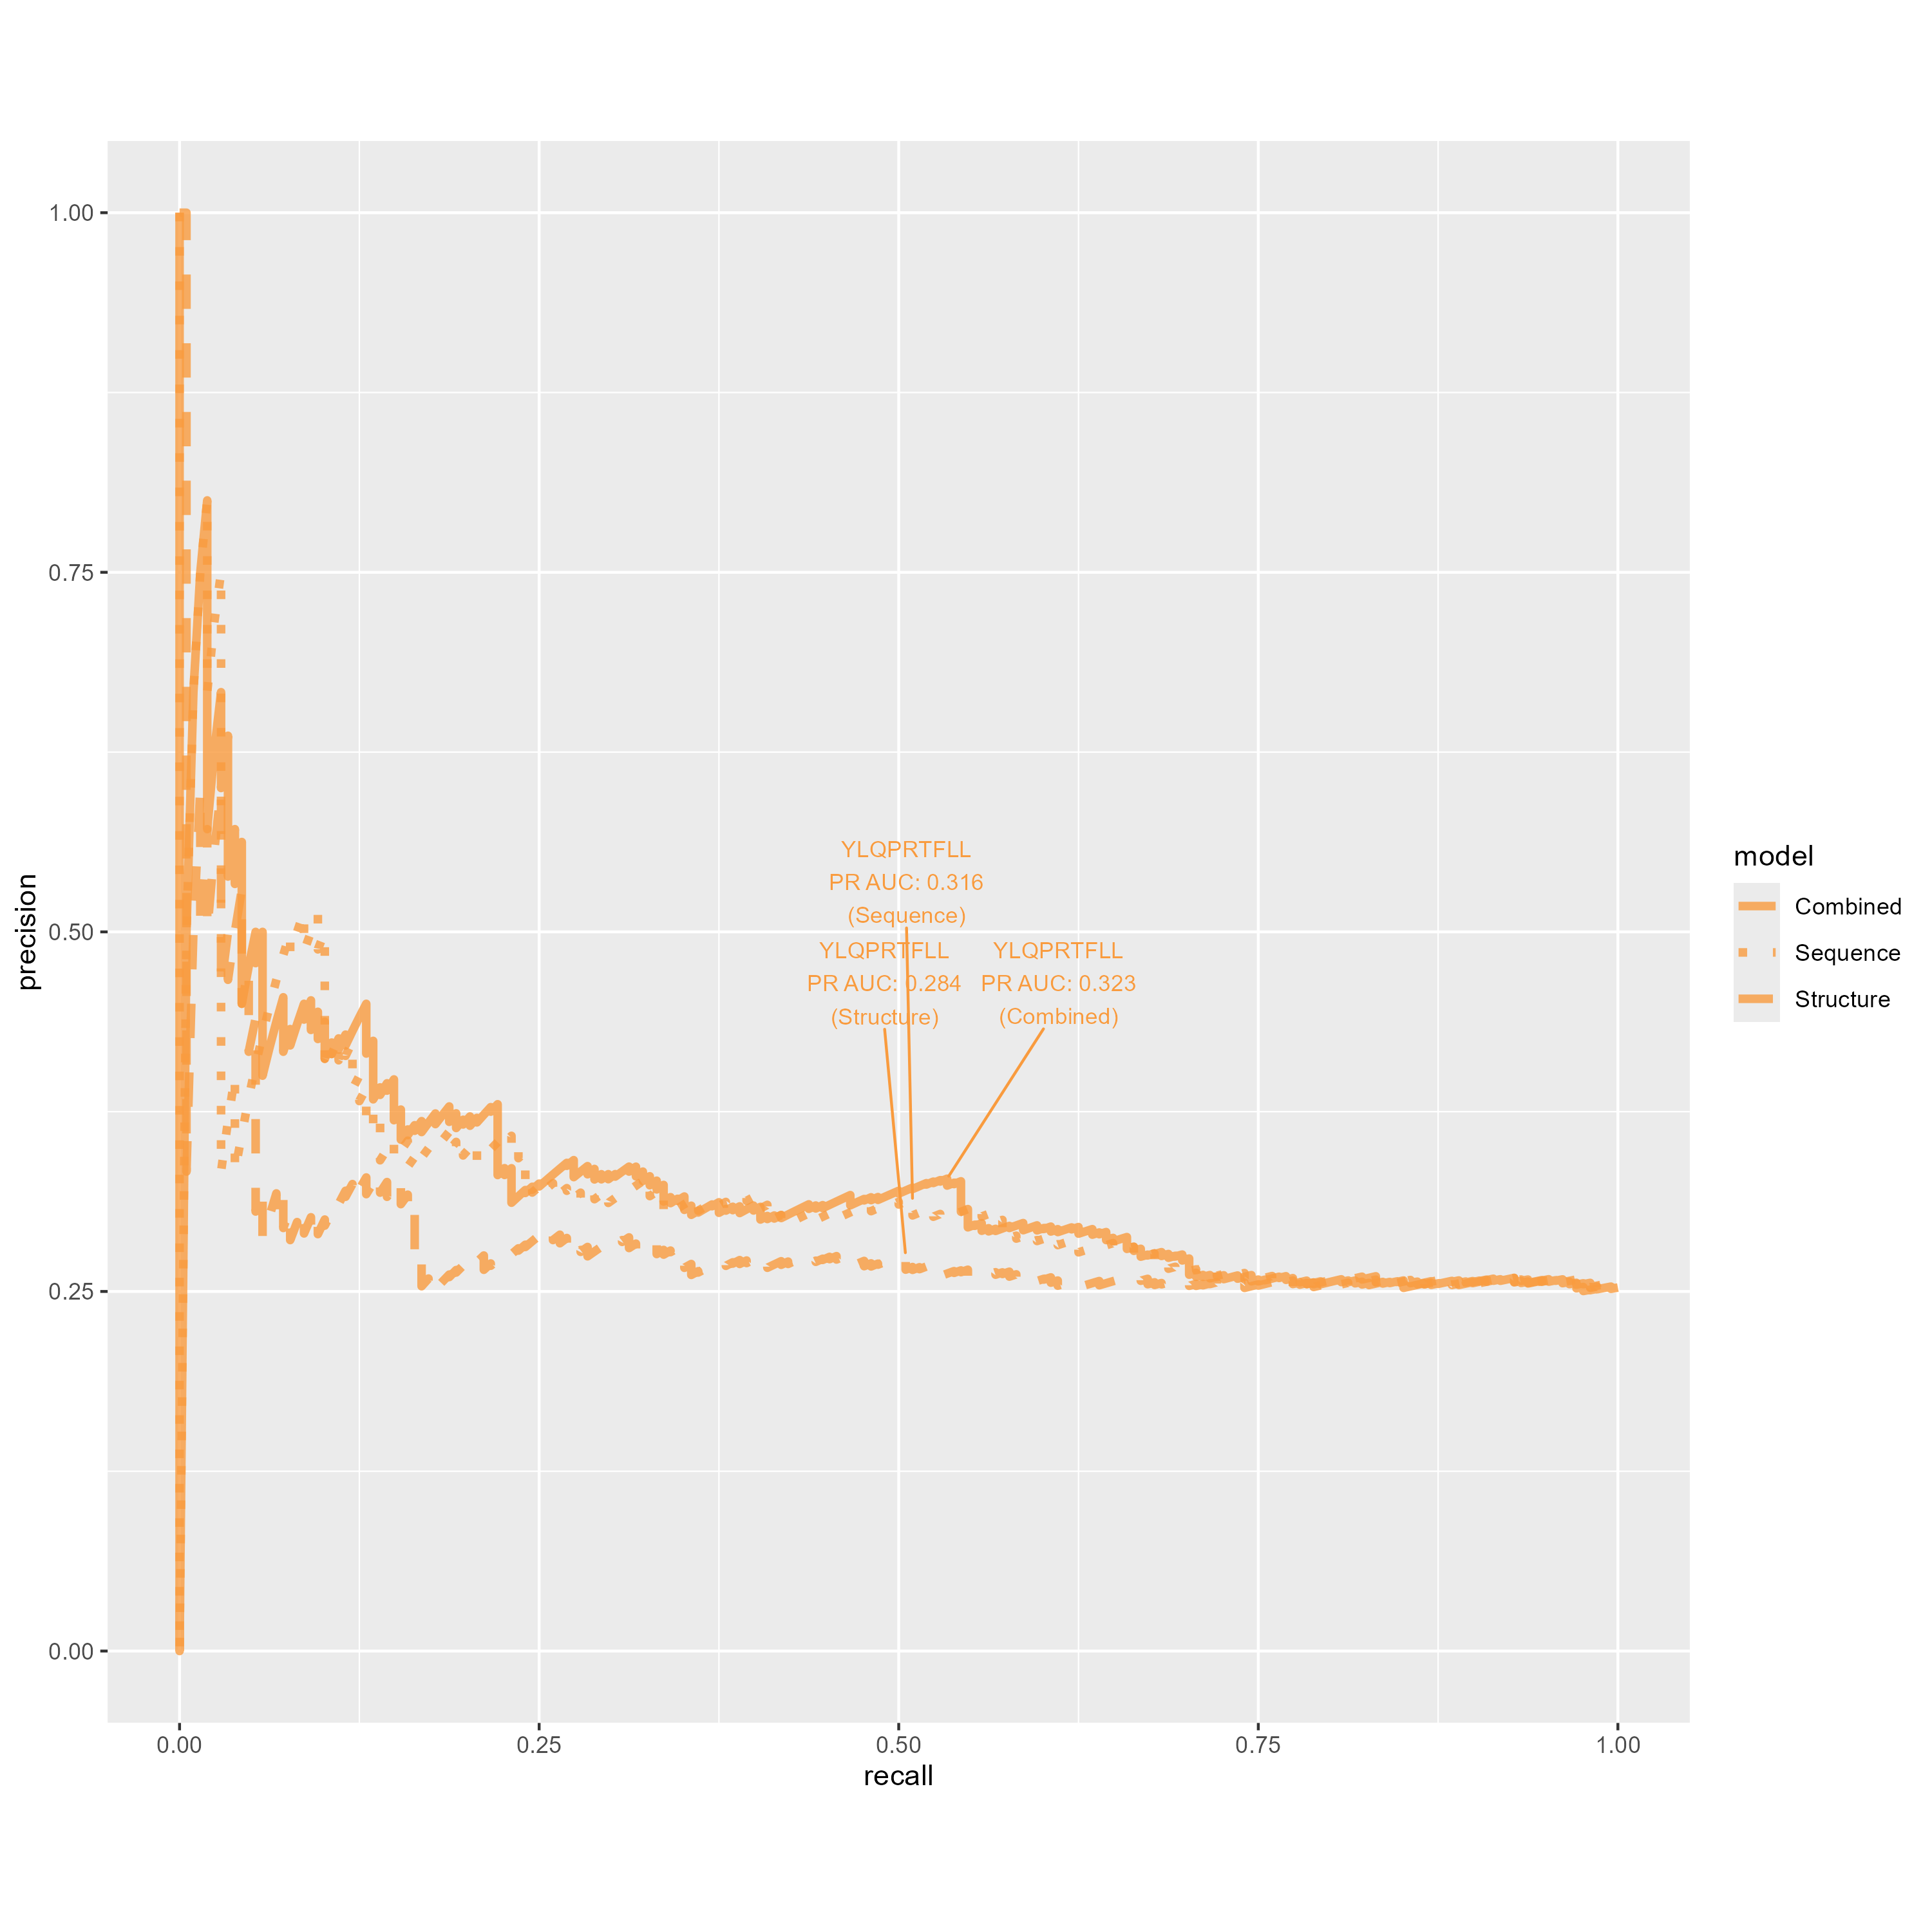 1.00
0.75
0.50
0.25
0.00
precision
YLQPRTFLL
PR AUC: 0.316
(Sequence)
YLQPRTFLL
PR AUC: 0.284
(Structure)
YLQPRTFLL
PR AUC: 0.323
(Combined)
0.00
0.25
0.50
0.75
1.00
recall
model
Combined
Sequence
Structure